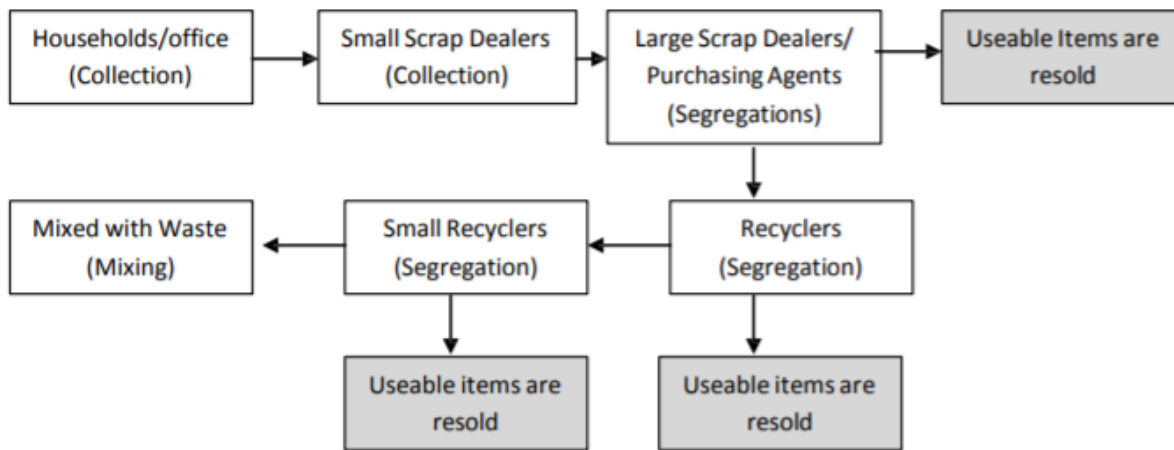 Households/office
(Collection)
Small Scrap Dealers
(Collection)
Large Scrap Dealers/
Purchasing Agents
(Segregations)
Useable Items are
resold
Mixed with Waste
(Mixing)
Small Recyclers
(Segregation)
Recyclers
(Segregation)
Useable items are
resold
Useable items are
resold